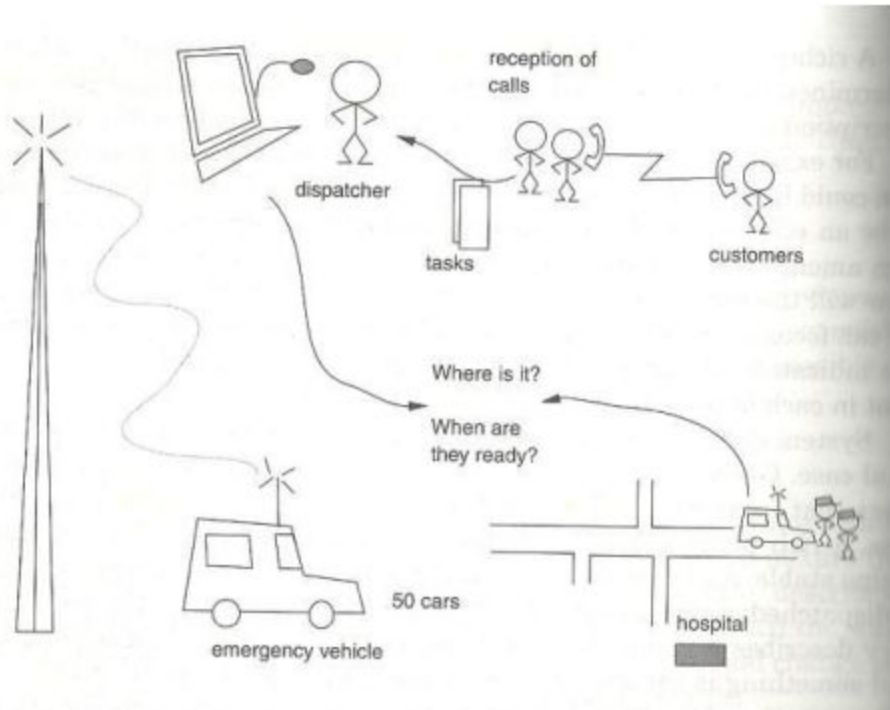 reception of
calls
dispatcher
tasks
customers
Where is it?
When are
they ready?
50 cars
emergency vehicle
hospital